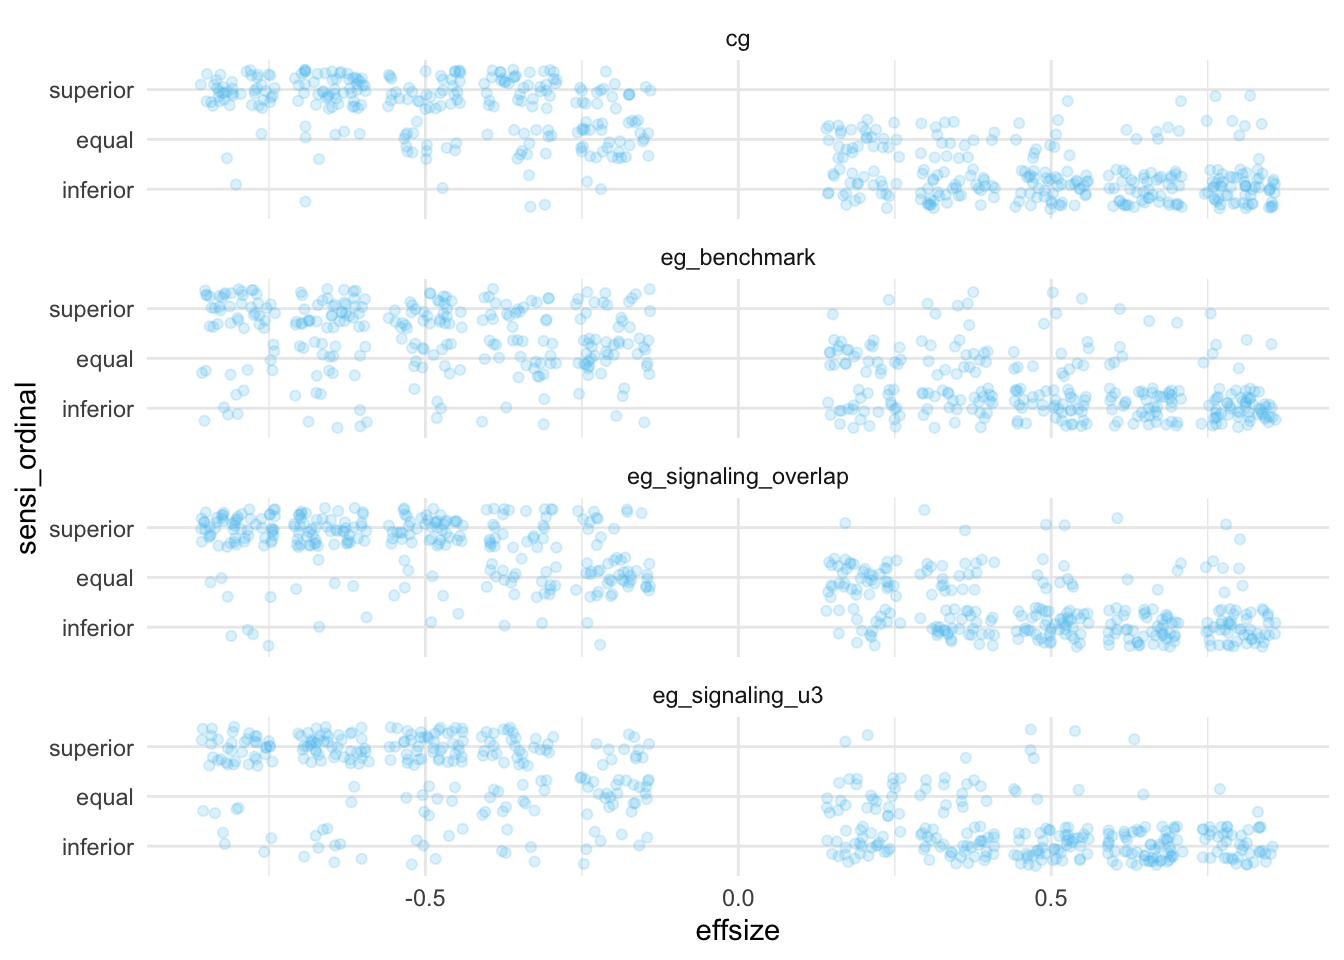 cg
superior
equal
inferior
eg_benchmark
superior
equal
inferior
eg_signaling_overlap
superior
equal
inferior
eg_signaling_u3
superior
equal
inferior
-0.5 0.0 0.5
effsize
sensi_ordinal